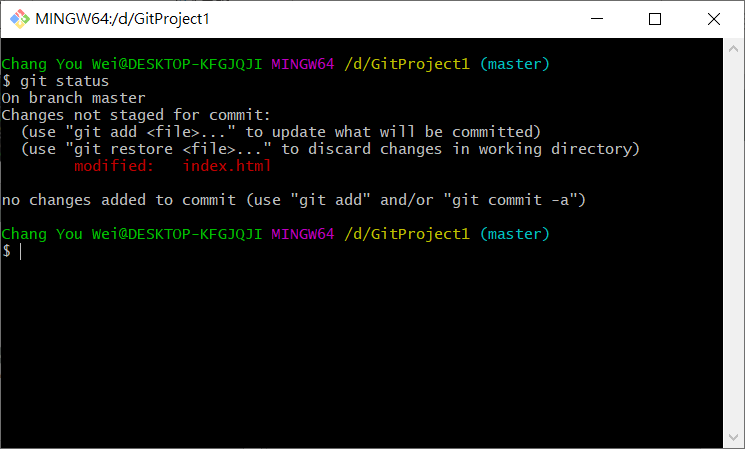 MINGW64:/d/GitProject1
Chang You Wei@DESKTOP-KFGJQJI MINGW64 /d/GitProject1 (master)
$ git status
On branch master
Changes not staged for commit:
  (use "git add <file>..." to update what will be committed)
  (use "git restore <file>..." to discard changes in working directory)
        modified:   index.html
no changes added to commit (use "git add" and/or "git commit -a")
Chang You Wei@DESKTOP-KFGJQJI MINGW64 /d/GitProject1 (master)
$